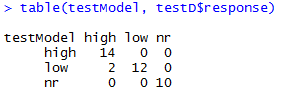 > table(testModel, testD$response)
testModel high low nr
high 14 0 0
low 2 12 0
nr 0 0 10